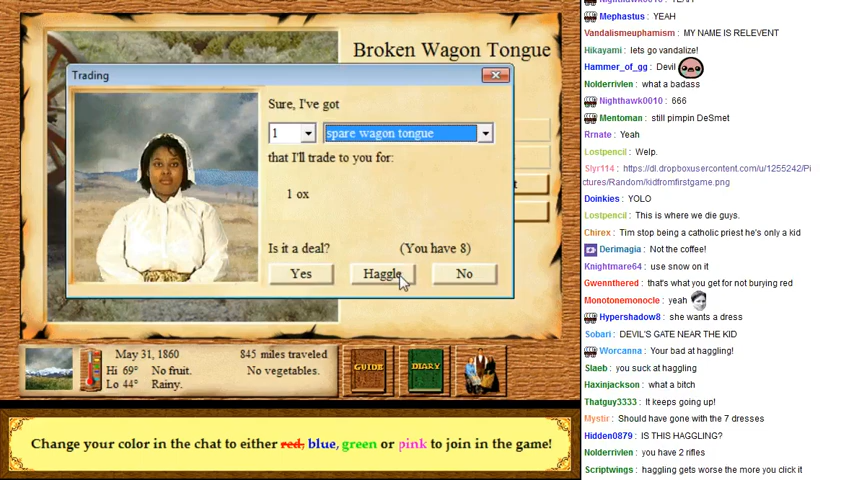 Broken Wagon Tongue
Trading
Sure, I've got
1
spare wagon tongue
that I'll trade to you for:
1 ox
Is it a deal?
(You have 8)
Yes
Haggle
No
May 31, 1860
845 miles traveled
Hi 69°
No fruit.
No vegetables.
Lo 44°
Rainy.
GUIDE
DIARY
Change your color in the chat to either red, blue, green or pink to join in the game!
Mephastus : YEAH
Vandalismeuphamism : MY NAME IS RELEVENT
Hikayami : lets go vandalize!
Hammer_of_gg : Devil
Nolderrivlen : what a badass
Nighthawk0010 : 666
Mentoman : still pimpin DeSmet
Rrnate : Yeah
Lostpencil : Welp.
Slyr114 : https://dl.dropboxusercontent.com/u/1255242/Pi
ctures/Random/kidfromfirstgame.png
Doinkies : YOLO
Lostpencil : This is where we die guys.
Chirex : Tim stop being a catholic priest he's only a kid
Derimagia : Not the coffee!
Knightmare64 : use snow on it
Gwennthered : that's what you get for not burying red
Monotonemonocle : yeah
Hypershadow8 : she wants a dress
Sobari : DEVIL'S GATE NEAR THE KID
Worcanna : Your bad at haggling!
Slaeb : you suck at haggling
Haxinjackson : what a bitch
Thatguy3333 : It keeps going up!
Mystir : Should have gone with the 7 dresses
Hidden0879 : IS THIS HAGGLING?
Nolderrivlen : you have 2 rifles
Scriptwings : haggling gets worse the more you click it